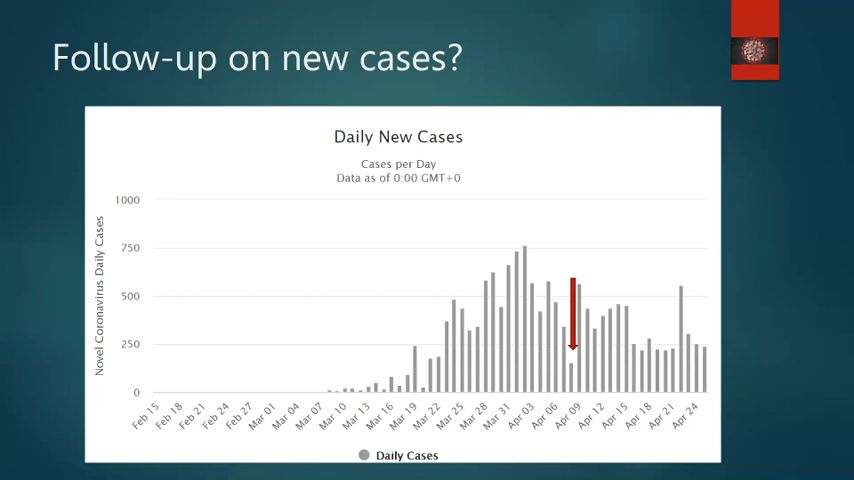 Follow-up on new cases?
Daily New Cases
Cases per Day
Data as of 0:00 GMT+0
Novel Coronavirus Daily Cases
1000
750
500
250
0
Feb 15
Feb 18
Feb 21
Feb 24
Feb 27
Mar 01
Mar 04
Mar 07
Mar 10
Mar 13
Mar 16
Mar 19
Mar 22
Mar 25
Mar 28
Mar 31
Apr 03
Apr 06
Apr 09
Apr 12
Apr 15
Apr 18
Apr 21
Apr 24
Daily Cases